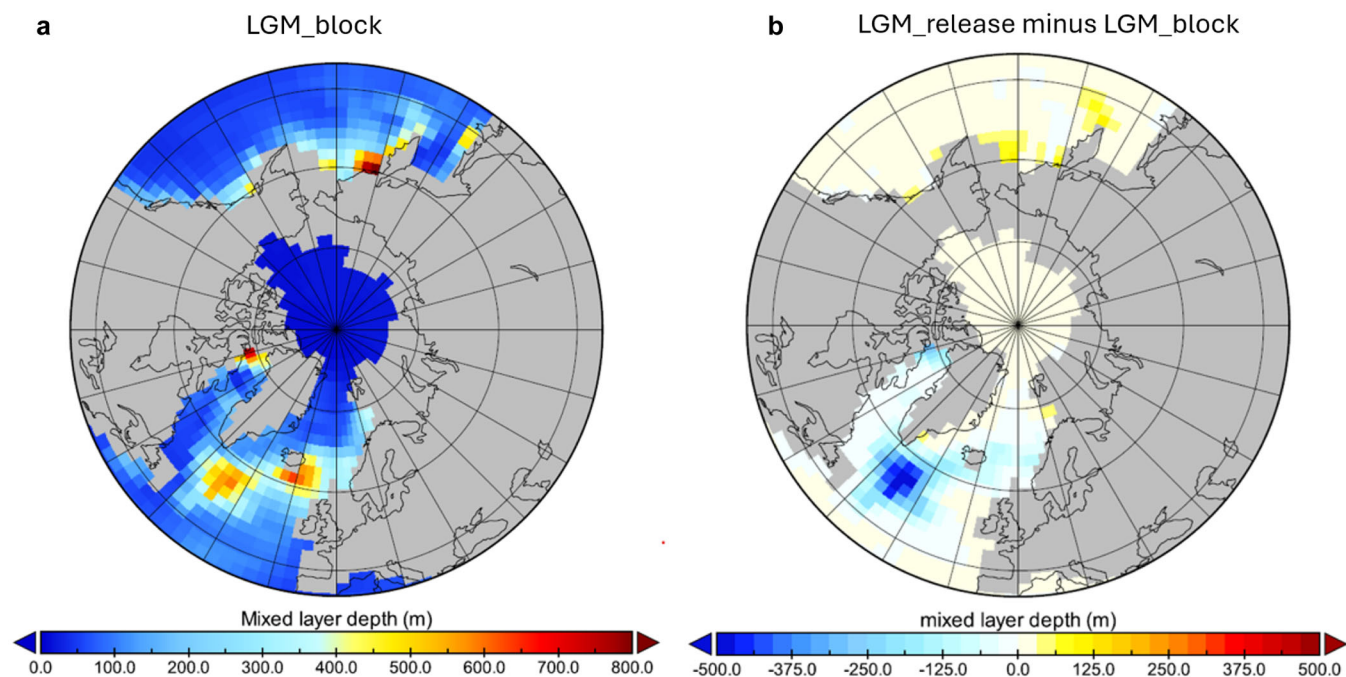 a LGM_block
b LGM_release minus LGM_block
Mixed layer depth (m)
0.0 100.0 200.0 300.0 400.0 500.0 600.0 700.0 800.0
mixed layer depth (m)
-500.0 -375.0 -250.0 -125.0 0.0 125.0 250.0 375.0 500.0